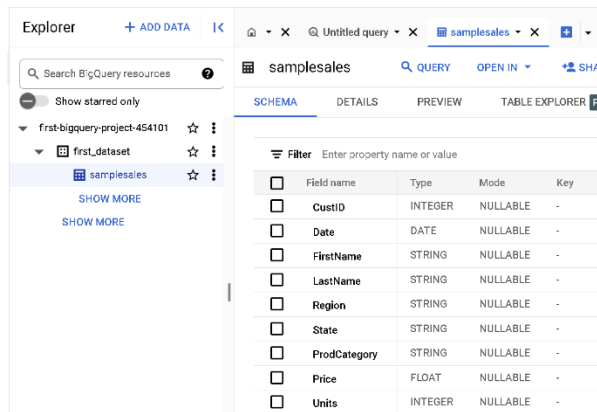 Explorer
+ ADD DATA
Search BigQuery resources
Show starred only
first-bigquery-project-454101
first_dataset
samplesales
SHOW MORE
SHOW MORE
Untitled query
samplesales
samplesales
QUERY
OPEN IN
SHA
SCHEMA DETAILS PREVIEW TABLE EXPLORER P
Filter Enter property name or value
Field name Type Mode Key
CustID INTEGER NULLABLE -
Date DATE NULLABLE -
FirstName STRING NULLABLE -
LastName STRING NULLABLE -
Region STRING NULLABLE -
State STRING NULLABLE -
ProdCategory STRING NULLABLE -
Price FLOAT NULLABLE -
Units INTEGER NULLABLE -